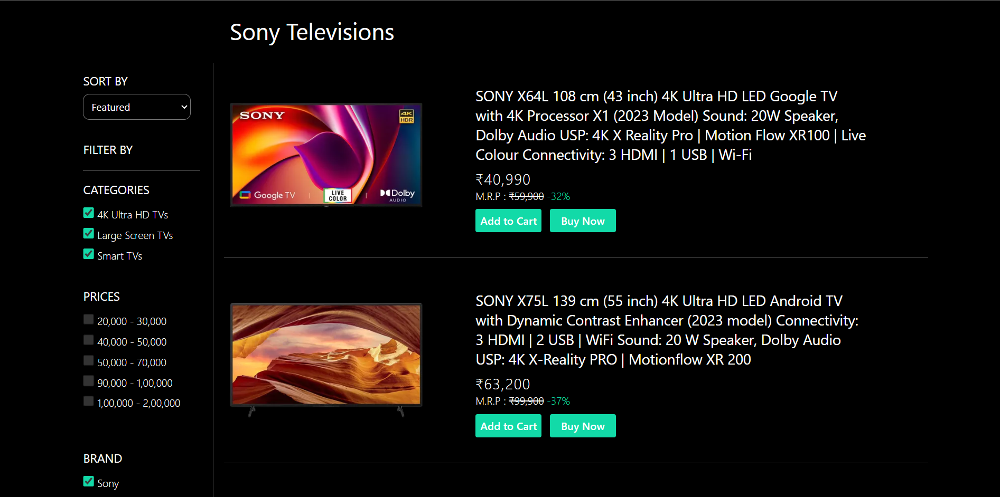 Sony Televisions
SORT BY
Featured
FILTER BY
CATEGORIES
4K Ultra HD TVs
Large Screen TVs
Smart TVs
PRICES
20,000 - 30,000
40,000 - 50,000
50,000 - 70,000
90,000 - 1,00,000
1,00,000 - 2,00,000
BRAND
Sony
SONY
4K
HDR
Google TV
LIVE
COLOR
Dolby
AUDIO
SONY X64L 108 cm (43 inch) 4K Ultra HD LED Google TV
with 4K Processor X1 (2023 Model) Sound: 20W Speaker,
Dolby Audio USP: 4K X Reality Pro | Motion Flow XR100 | Live
Colour Connectivity: 3 HDMI | 1 USB | Wi-Fi
₹40,990
M.R.P : ₹59,900 -32%
Add to Cart Buy Now
SONY X75L 139 cm (55 inch) 4K Ultra HD LED Android TV
with Dynamic Contrast Enhancer (2023 model) Connectivity:
3 HDMI | 2 USB | WiFi Sound: 20 W Speaker, Dolby Audio
USP: 4K X-Reality PRO | Motionflow XR 200
₹63,200
M.R.P : ₹99,900 -37%
Add to Cart Buy Now